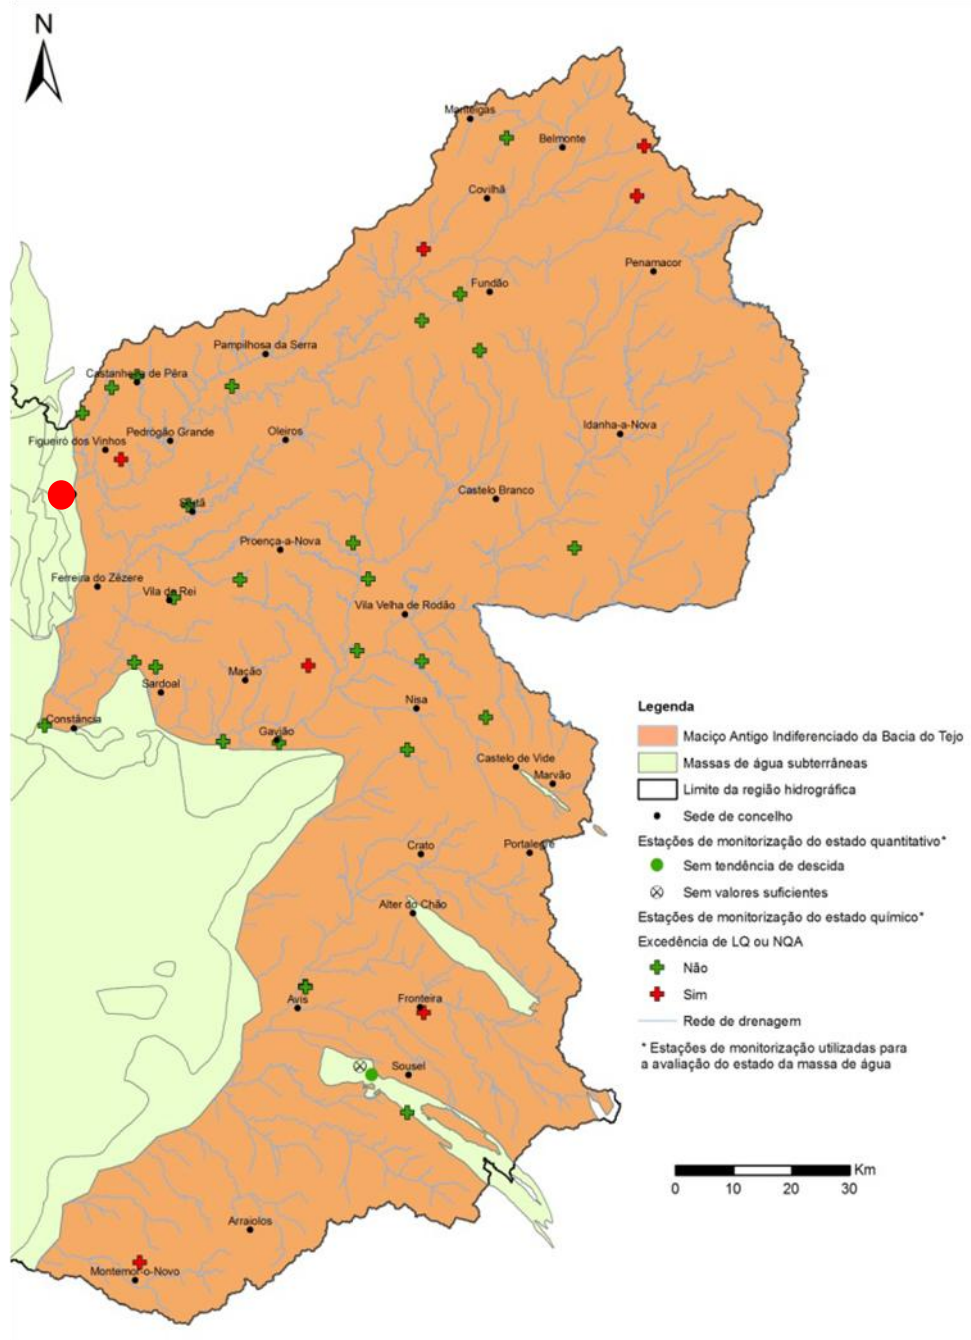 N
Manteigas
Belmonte
Covilhã
Penamacor
Fundão
Pampilhosa da Serra
Castanheira de Pêra
Idanha-a-Nova
Oleiros
Pedrogão Grande
Figueiró dos Vinhos
Castelo Branco
Sertã
Proença-a-Nova
Ferreira do Zêzere
Vila de Rei
Vila Velha de Rodão
Mação
Sardoal
Nisa
Constância
Gavião
Castelo de Vide
Marvão
Crato
Portalegre
Alter do Chão
Avis
Fronteira
Sousel
Arraiolos
Montemor-o-Novo
Legenda
Maciço Antigo Indiferenciado da Bacia do Tejo
Massas de água subterrâneas
Limite da região hidrográfica
Sede de concelho
Estações de monitorização do estado quantitativo*
Sem tendência de descida
Sem valores suficientes
Estações de monitorização do estado químico*
Excedência de LQ ou NQA
Não
Sim
Rede de drenagem
* Estações de monitorização utilizadas para
a avaliação do estado da massa de água
Km
0 10 20 30